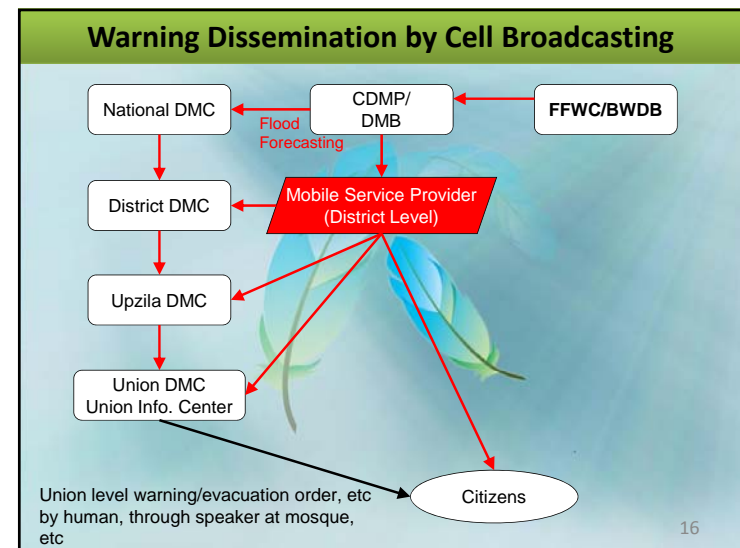 Warning Dissemination by Cell Broadcasting
National DMC
CDMP/
DMB
FFWC/BWDB
Flood
Forecasting
District DMC
Mobile Service Provider
(District Level)
Upzila DMC
Union DMC
Union Info. Center
Citizens
Union level warning/evacuation order, etc
by human, through speaker at mosque,
etc
16